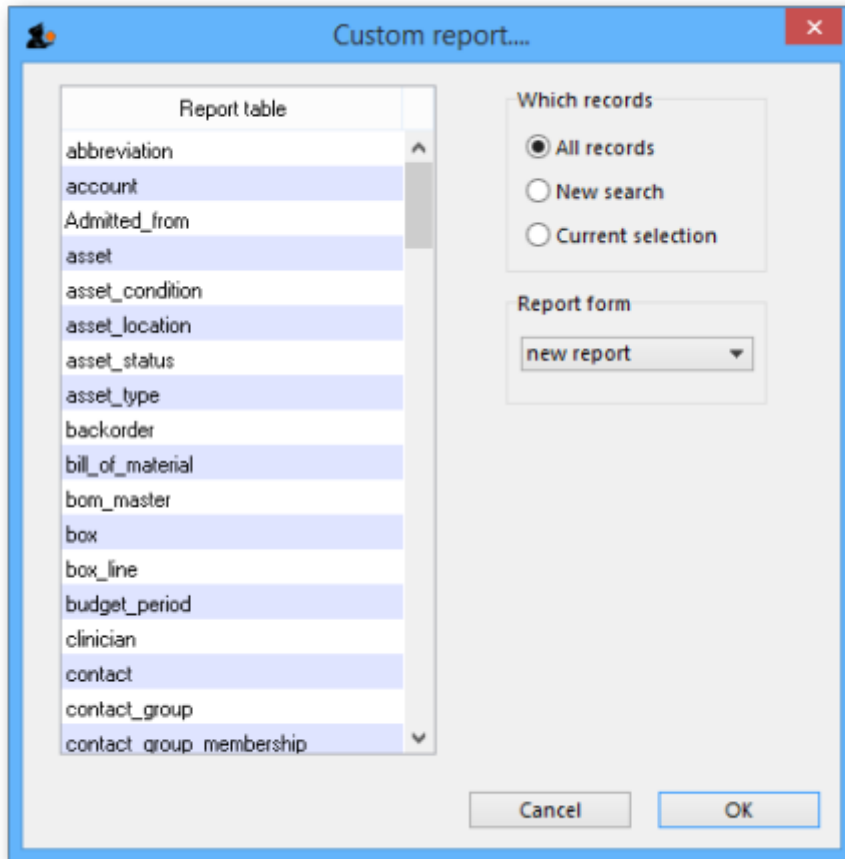 Custom report....
Report table
abbreviation
account
Admitted_from
asset
asset_condition
asset_location
asset_status
asset_type
backorder
bill_of_material
bom_master
box
box_line
budget_period
clinician
contact
contact_group
contact_group_membership
Which records
All records
New search
Current selection
Report form
new report
Cancel
OK